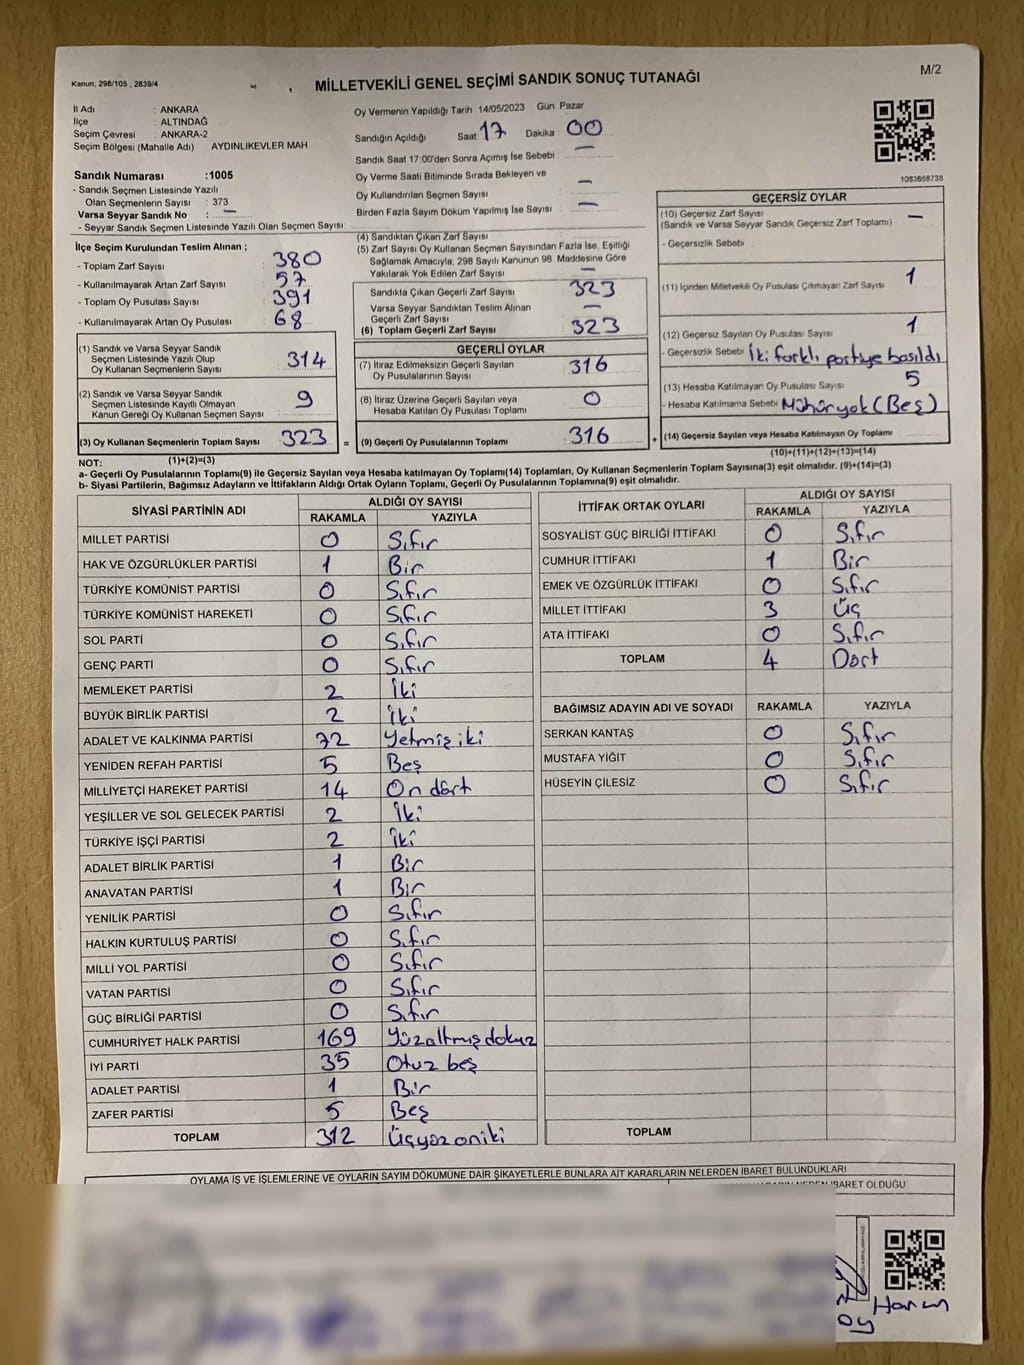 M/2
Kanun: 298/105 , 2839/4
MİLLETVEKİLİ GENEL SEÇİMİ SANDIK SONUÇ TUTANAĞI
İl Adı : ANKARA
İlçe : ALTINDAĞ
Seçim Çevresi : ANKARA-2
Seçim Bölgesi (Mahalle Adı) AYDINLIKEVLER MAH
Sandık Numarası :1005
- Sandık Seçmen Listesinde Yazılı
Olan Seçmenlerin Sayısı : 373
Varsa Seyyar Sandık No : —
- Seyyar Sandık Seçmen Listesinde Yazılı Olan Seçmen Sayısı
Oy Vermenin Yapıldığı Tarih 14/05/2023 Gün Pazar
Sandığın Açıldığı Saat 17 Dakika : 00
Sandık Saat 17:00'den Sonra Açımış İse Sebebi —
Oy Verme Saati Bitiminde Sırada Bekleyen ve
Oy Kullandırılan Seçmen Sayısı —
Birden Fazla Sayım Döküm Yapılmış İse Sayısı —
1083668738
İlçe Seçim Kurulundan Teslim Alınan ;
- Toplam Zarf Sayısı : 380
- Kullanılmayarak Artan Zarf Sayısı : 57
- Toplam Oy Pusulası Sayısı : 391
- Kullanılmayarak Artan Oy Pusulası : 68
(1) Sandık ve Varsa Seyyar Sandık
Seçmen Listesinde Yazılı Olup
Oy Kullanan Seçmenlerin Sayısı : 314
(2) Sandık ve Varsa Seyyar Sandık
Seçmen Listesinde Kayıtlı Olmayan
Kanun Gereği Oy Kullanan Seçmen Sayısı : 9
(3) Oy Kullanan Seçmenlerin Toplam Sayısı 323 =
(1)+(2)=(3)
(4) Sandıktan Çıkan Zarf Sayısı
(5) Zarf Sayısı Oy Kullanan Seçmen Sayısından Fazla İse, Eşitliği
Sağlamak Amacıyla, 298 Sayılı Kanunun 98 Maddesine Göre
Yakılarak Yok Edilen Zarf Sayısı —
Sandıkta Çıkan Geçerli Zarf Sayısı 323
Varsa Seyyar Sandıktan Teslim Alınan
Geçerli Zarf Sayısı —
(6) Toplam Geçerli Zarf Sayısı 323
GEÇERLİ OYLAR
(7) İtiraz Edilmeksizin Geçerli Sayılan
Oy Pusulalarının Sayısı 316
(8) İtiraz Üzerine Geçerli Sayılan veya
Hesaba Katılan Oy Pusulası Toplamı 0
(9) Geçerli Oy Pusulalarının Toplamı 316 +
GEÇERSİZ OYLAR
(10) Geçersiz Zarf Sayısı —
(Sandık ve Varsa Seyyar Sandık Geçersiz Zarf Toplamı)
- Geçersizlik Sebebi
(11) İçinden Milletvekili Oy Pusulası Çıkmayan Zarf Sayısı 1
(12) Geçersiz Sayılan Oy Pusulası Sayısı 1
- Geçersizlik Sebebi İki farklı partiye basıldı
(13) Hesaba Katılmayan Oy Pusulası Sayısı 5
- Hesaba Katılmama Sebebi Mühür yok (Beş)
(14) Geçersiz Sayılan veya Hesaba Katılmayan Oy Toplamı
(10)+(11)+(12)+(13)=(14)
NOT:
a- Geçerli Oy Pusulalarının Toplamı(9) ile Geçersiz Sayılan veya Hesaba katılmayan Oy Toplamı(14) Toplamları, Oy Kullanan Seçmenlerin Toplam Sayısına(3) eşit olmalıdır. (9)+(14)=(3)
b- Siyasi Partilerin, Bağımsız Adayların ve İttifakların Aldığı Ortak Oyların Toplamı, Geçerli Oy Pusulalarının Toplamına(9) eşit olmalıdır.
SİYASİ PARTİNİN ADI ALDIĞI OY SAYISI
RAKAMLA YAZIYLA
MİLLET PARTİSİ 0 Sıfır
HAK VE ÖZGÜRLÜKLER PARTİSİ 1 Bir
TÜRKİYE KOMÜNİST PARTİSİ 0 Sıfır
TÜRKİYE KOMÜNİST HAREKETİ 0 Sıfır
SOL PARTİ 0 Sıfır
GENÇ PARTİ 0 Sıfır
MEMLEKET PARTİSİ 2 İki
BÜYÜK BİRLİK PARTİSİ 2 İki
ADALET VE KALKINMA PARTİSİ 72 Yetmiş iki
YENİDEN REFAH PARTİSİ 5 Beş
MİLLİYETÇİ HAREKET PARTİSİ 14 On dört
YEŞİLLER VE SOL GELECEK PARTİSİ 2 İki
TÜRKİYE İŞÇİ PARTİSİ 2 İki
ADALET BİRLİK PARTİSİ 1 Bir
ANAVATAN PARTİSİ 1 Bir
YENİLİK PARTİSİ 0 Sıfır
HALKIN KURTULUŞ PARTİSİ 0 Sıfır
MİLLİ YOL PARTİSİ 0 Sıfır
VATAN PARTİSİ 0 Sıfır
GÜÇ BİRLİĞİ PARTİSİ 0 Sıfır
CUMHURİYET HALK PARTİSİ 169 Yüzaltmış dokuz
İYİ PARTİ 35 Otuz beş
ADALET PARTİSİ 1 Bir
ZAFER PARTİSİ 5 Beş
TOPLAM 312 Üçyüz oniki
İTTİFAK ORTAK OYLARI ALDIĞI OY SAYISI
RAKAMLA YAZIYLA
SOSYALİST GÜÇ BİRLİĞİ İTTİFAKI 0 Sıfır
CUMHUR İTTİFAKI 1 Bir
EMEK VE ÖZGÜRLÜK İTTİFAKI 0 Sıfır
MİLLET İTTİFAKI 3 Üç
ATA İTTİFAKI 0 Sıfır
TOPLAM 4 Dört
BAĞIMSIZ ADAYIN ADI VE SOYADI RAKAMLA YAZIYLA
SERKAN KANTAŞ 0 Sıfır
MUSTAFA YİĞİT 0 Sıfır
HÜSEYİN ÇİLESİZ 0 Sıfır
TOPLAM
OYLAMA İŞ VE İŞLEMLERİNE VE OYLARIN SAYIM DÖKÜMÜNE DAİR ŞİKAYETLERLE BUNLARA AİT KARARLARIN NELERDEN İBARET BULUNDUKLARI
İBARET OLDUĞU